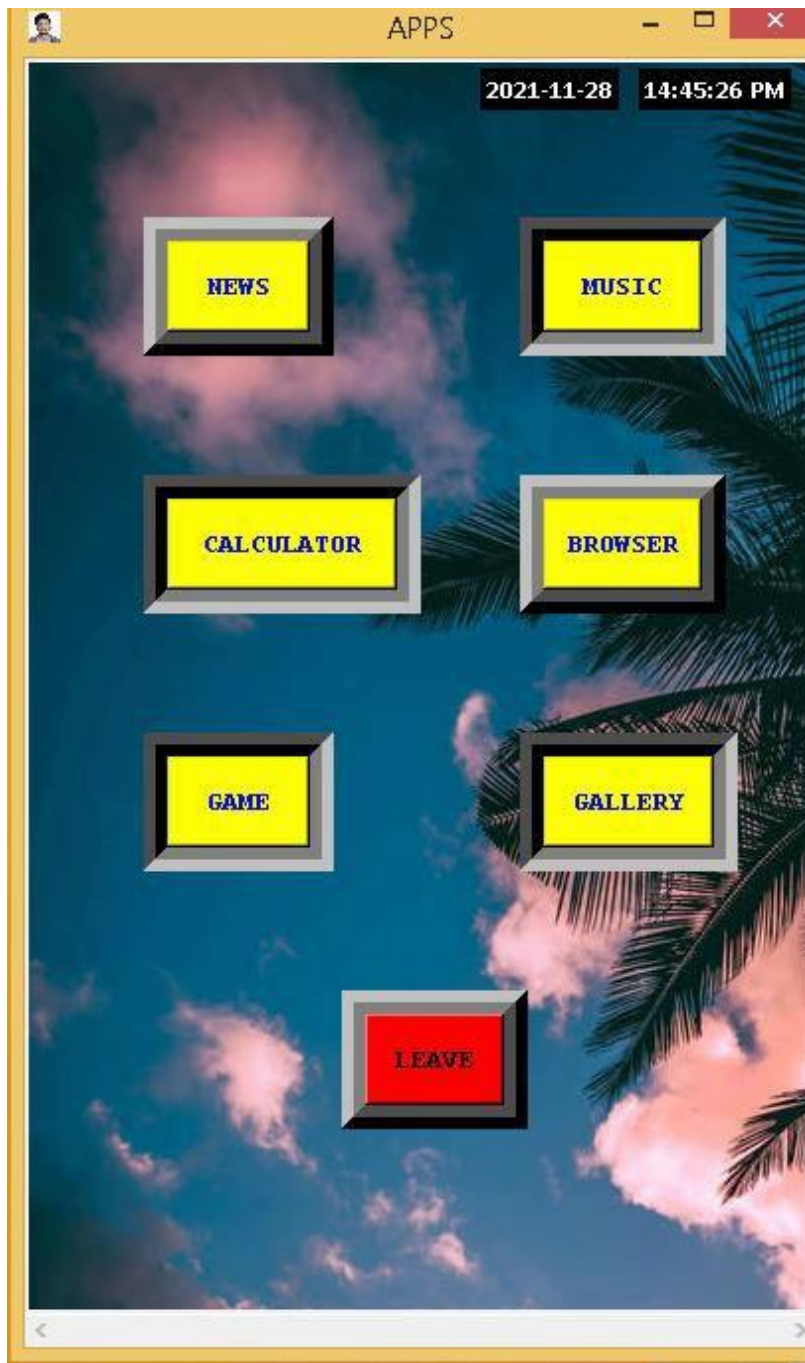 APPS
2021-11-28 14:45:26 PM
NEWS MUSIC
CALCULATOR BROWSER
GAME GALLERY
LEAVE